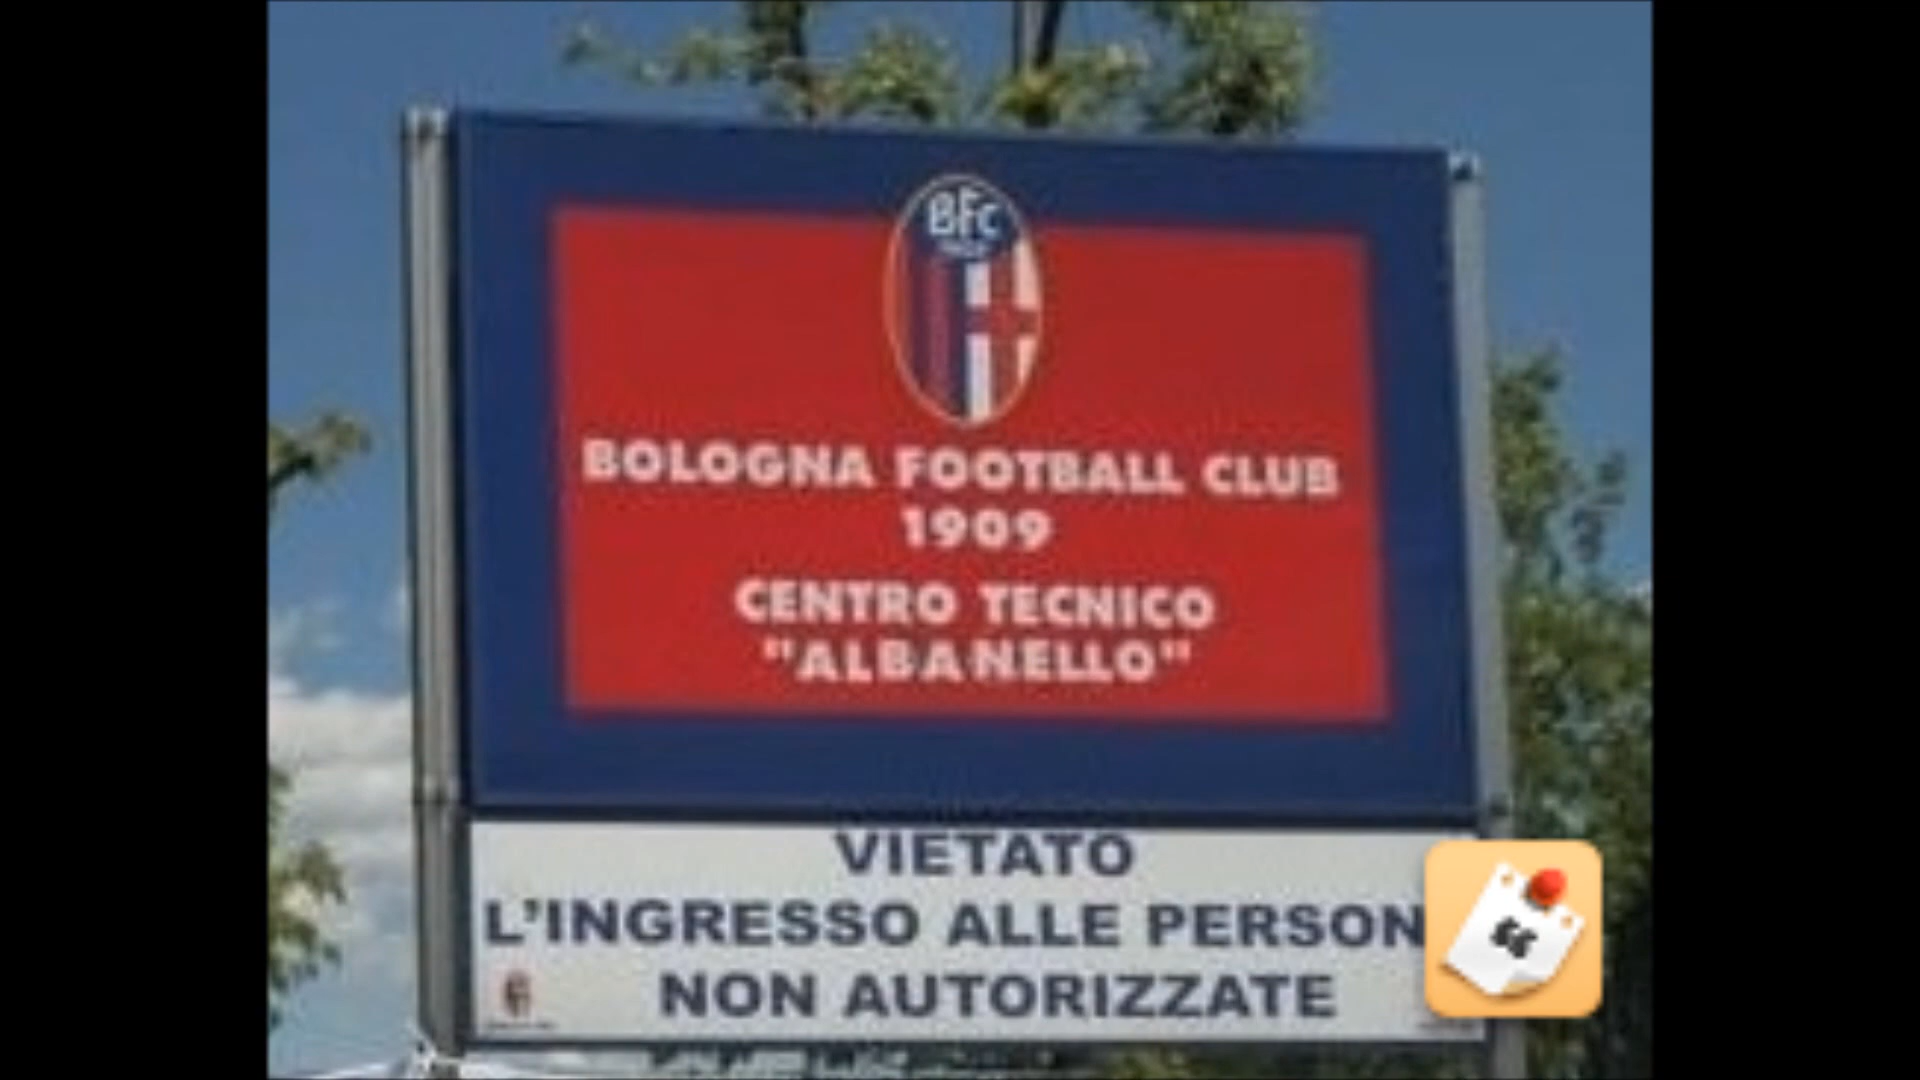 BFC
BOLOGNA FOOTBALL CLUB
1909
CENTRO TECNICO
"ALBANELLO"
VIETATO
L'INGRESSO ALLE PERSON
NON AUTORIZZATE